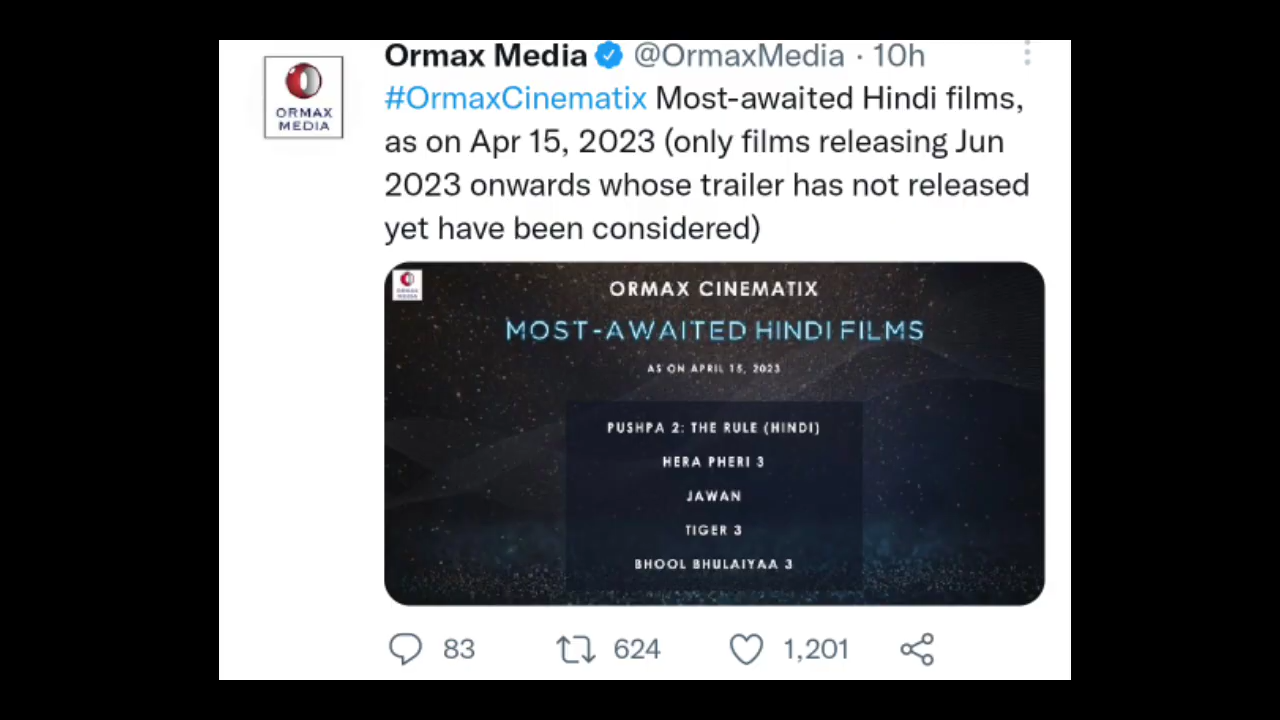 Ormax Media @OrmaxMedia · 10h
ORMAX
MEDIA
#OrmaxCinematix Most-awaited Hindi films,
as on Apr 15, 2023 (only films releasing Jun
2023 onwards whose trailer has not released
yet have been considered)
ORMAX
MEDIA
ORMAX CINEMATIX
MOST-AWAITED HINDI FILMS
AS ON APRIL 15, 2023
PUSHPA 2: THE RULE (HINDI)
HERA PHERI 3
JAWAN
TIGER 3
BHOOL BHULAIYAA 3
83 624 1,201